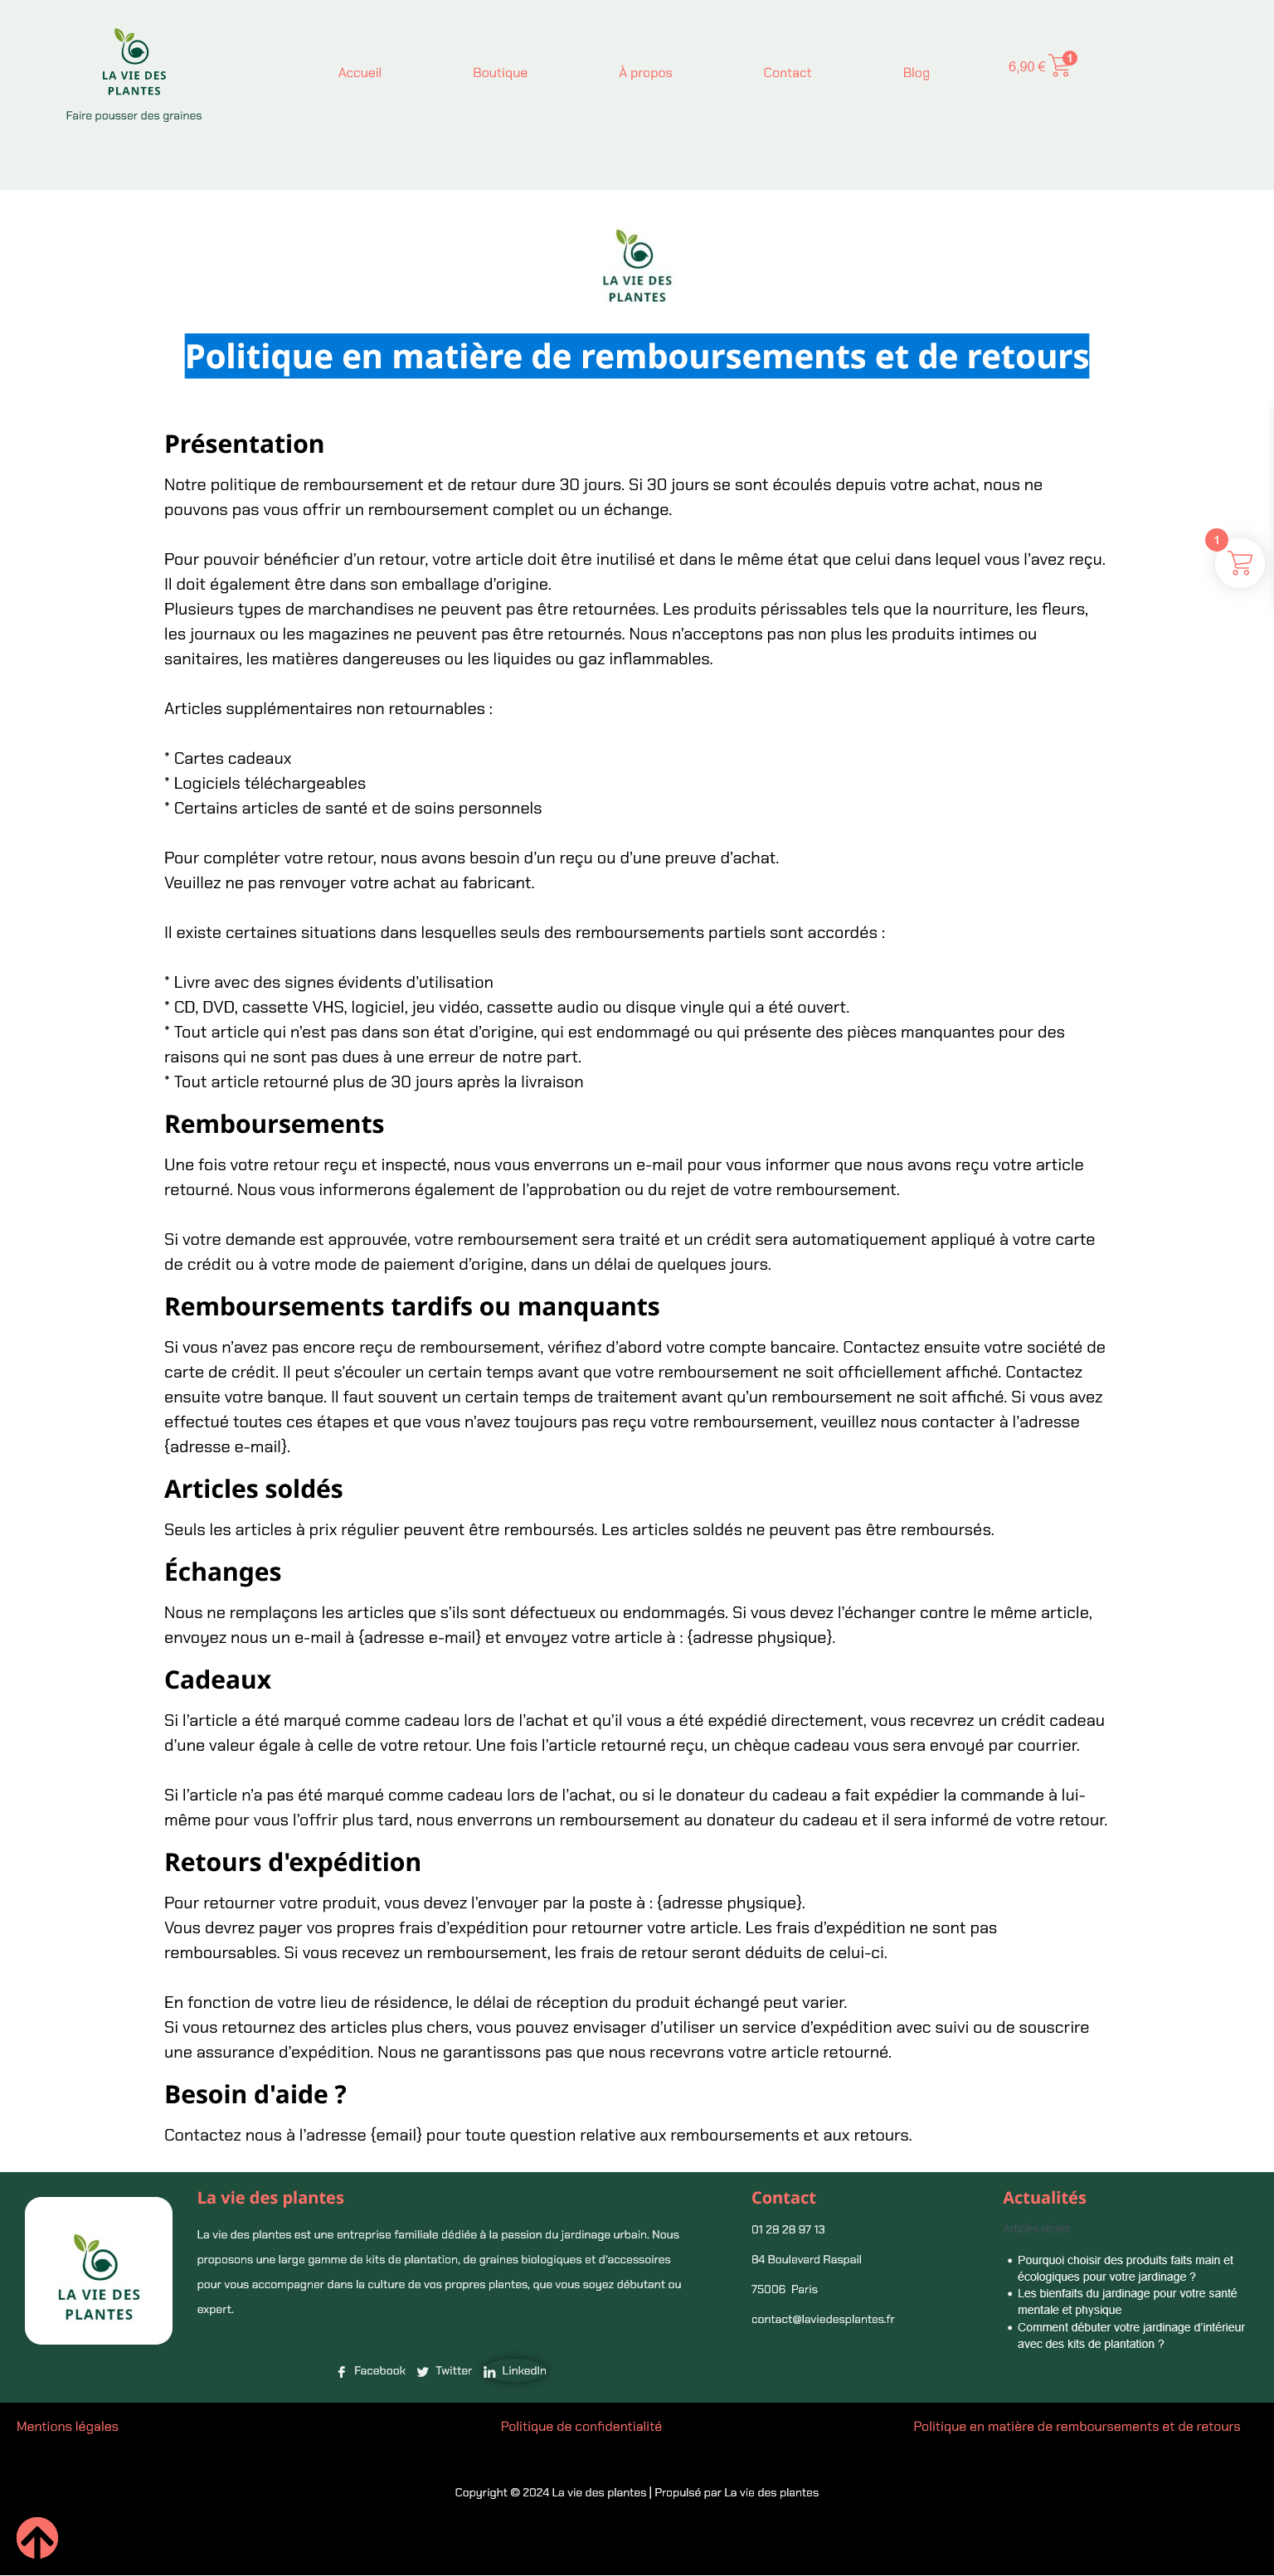 LA VIE DES
PLANTES
Faire pousser des graines
Accueil
Boutique
À propos
Contact
Blog
6,90 €
1
LA VIE DES
PLANTES
Politique en matière de remboursements et de retours
Présentation
Notre politique de remboursement et de retour dure 30 jours. Si 30 jours se sont écoulés depuis votre achat, nous ne
pouvons pas vous offrir un remboursement complet ou un échange.
1
Pour pouvoir bénéficier d’un retour, votre article doit être inutilisé et dans le même état que celui dans lequel vous l’avez reçu.
Il doit également être dans son emballage d’origine.
Plusieurs types de marchandises ne peuvent pas être retournées. Les produits périssables tels que la nourriture, les fleurs,
les journaux ou les magazines ne peuvent pas être retournés. Nous n’acceptons pas non plus les produits intimes ou
sanitaires, les matières dangereuses ou les liquides ou gaz inflammables.
Articles supplémentaires non retournables :
* Cartes cadeaux
* Logiciels téléchargeables
* Certains articles de santé et de soins personnels
Pour compléter votre retour, nous avons besoin d’un reçu ou d’une preuve d’achat.
Veuillez ne pas renvoyer votre achat au fabricant.
Il existe certaines situations dans lesquelles seuls des remboursements partiels sont accordés :
* Livre avec des signes évidents d’utilisation
* CD, DVD, cassette VHS, logiciel, jeu vidéo, cassette audio ou disque vinyle qui a été ouvert.
* Tout article qui n’est pas dans son état d’origine, qui est endommagé ou qui présente des pièces manquantes pour des
raisons qui ne sont pas dues à une erreur de notre part.
* Tout article retourné plus de 30 jours après la livraison
Remboursements
Une fois votre retour reçu et inspecté, nous vous enverrons un e-mail pour vous informer que nous avons reçu votre article
retourné. Nous vous informerons également de l’approbation ou du rejet de votre remboursement.
Si votre demande est approuvée, votre remboursement sera traité et un crédit sera automatiquement appliqué à votre carte
de crédit ou à votre mode de paiement d’origine, dans un délai de quelques jours.
Remboursements tardifs ou manquants
Si vous n’avez pas encore reçu de remboursement, vérifiez d’abord votre compte bancaire. Contactez ensuite votre société de
carte de crédit. Il peut s’écouler un certain temps avant que votre remboursement ne soit officiellement affiché. Contactez
ensuite votre banque. Il faut souvent un certain temps de traitement avant qu’un remboursement ne soit affiché. Si vous avez
effectué toutes ces étapes et que vous n’avez toujours pas reçu votre remboursement, veuillez nous contacter à l’adresse
{adresse e-mail}.
Articles soldés
Seuls les articles à prix régulier peuvent être remboursés. Les articles soldés ne peuvent pas être remboursés.
Échanges
Nous ne remplaçons les articles que s’ils sont défectueux ou endommagés. Si vous devez l’échanger contre le même article,
envoyez nous un e-mail à {adresse e-mail} et envoyez votre article à : {adresse physique}.
Cadeaux
Si l’article a été marqué comme cadeau lors de l’achat et qu’il vous a été expédié directement, vous recevrez un crédit cadeau
d’une valeur égale à celle de votre retour. Une fois l’article retourné reçu, un chèque cadeau vous sera envoyé par courrier.
Si l’article n’a pas été marqué comme cadeau lors de l’achat, ou si le donateur du cadeau a fait expédier la commande à lui-
même pour vous l’offrir plus tard, nous enverrons un remboursement au donateur du cadeau et il sera informé de votre retour.
Retours d'expédition
Pour retourner votre produit, vous devez l’envoyer par la poste à : {adresse physique}.
Vous devrez payer vos propres frais d’expédition pour retourner votre article. Les frais d’expédition ne sont pas
remboursables. Si vous recevez un remboursement, les frais de retour seront déduits de celui-ci.
En fonction de votre lieu de résidence, le délai de réception du produit échangé peut varier.
Si vous retournez des articles plus chers, vous pouvez envisager d’utiliser un service d’expédition avec suivi ou de souscrire
une assurance d’expédition. Nous ne garantissons pas que nous recevrons votre article retourné.
Besoin d'aide ?
Contactez nous à l’adresse {email} pour toute question relative aux remboursements et aux retours.
LA VIE DES
PLANTES
La vie des plantes
La vie des plantes est une entreprise familiale dédiée à la passion du jardinage urbain. Nous
proposons une large gamme de kits de plantation, de graines biologiques et d’accessoires
pour vous accompagner dans la culture de vos propres plantes, que vous soyez débutant ou
expert.
Facebook
Twitter
LinkedIn
Contact
01 28 28 97 13
84 Boulevard Raspail
75006 Paris
contact@laviedesplantes.fr
Actualités
Articles récent
• Pourquoi choisir des produits faits main et
écologiques pour votre jardinage ?
• Les bienfaits du jardinage pour votre santé
mentale et physique
• Comment débuter votre jardinage d’intérieur
avec des kits de plantation ?
Mentions légales
Politique de confidentialité
Politique en matière de remboursements et de retours
Copyright © 2024 La vie des plantes | Propulsé par La vie des plantes